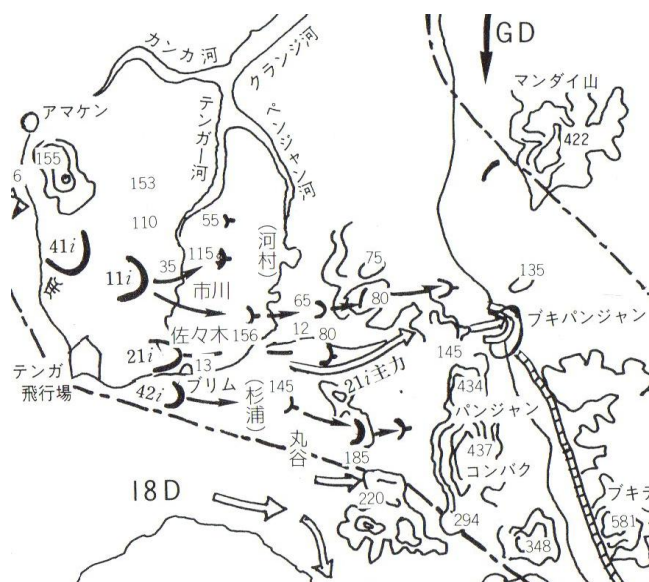 GD
カンカ河
クランジ河
マンダイ山
アマケン
テンガー河
ペンジャン河
422
155
6
153
110
55
(河村)
41i
115
75
11i
35
135
市川
65
80
ブキパンジャン
佐々木
156
12
80
21i
13
145
テンガ
飛行場
ブリム
42i
(杉浦)
145
21i主力
434
パンジャン
丸谷
437
コンバク
185
18D
220
ブキテ
294
581
348